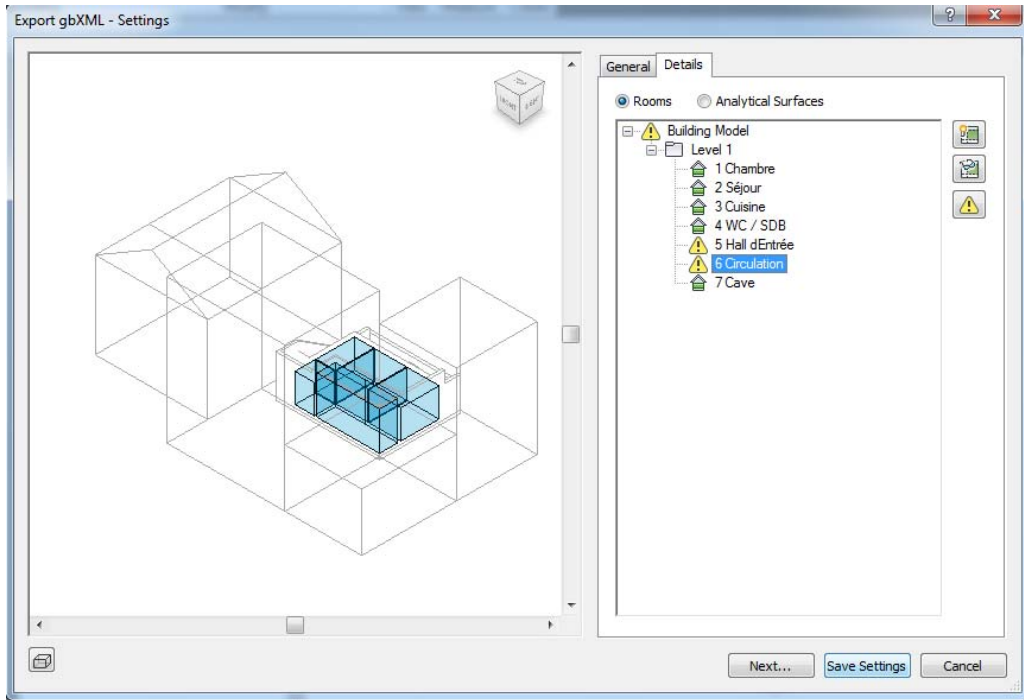 Export gbXML - Settings
General
Details
Rooms
Analytical Surfaces
Building Model
Level 1
1 Chambre
2 Séjour
3 Cuisine
4 WC / SDB
5 Hall dEntrée
6 Circulation
7 Cave
Next...
Save Settings
Cancel